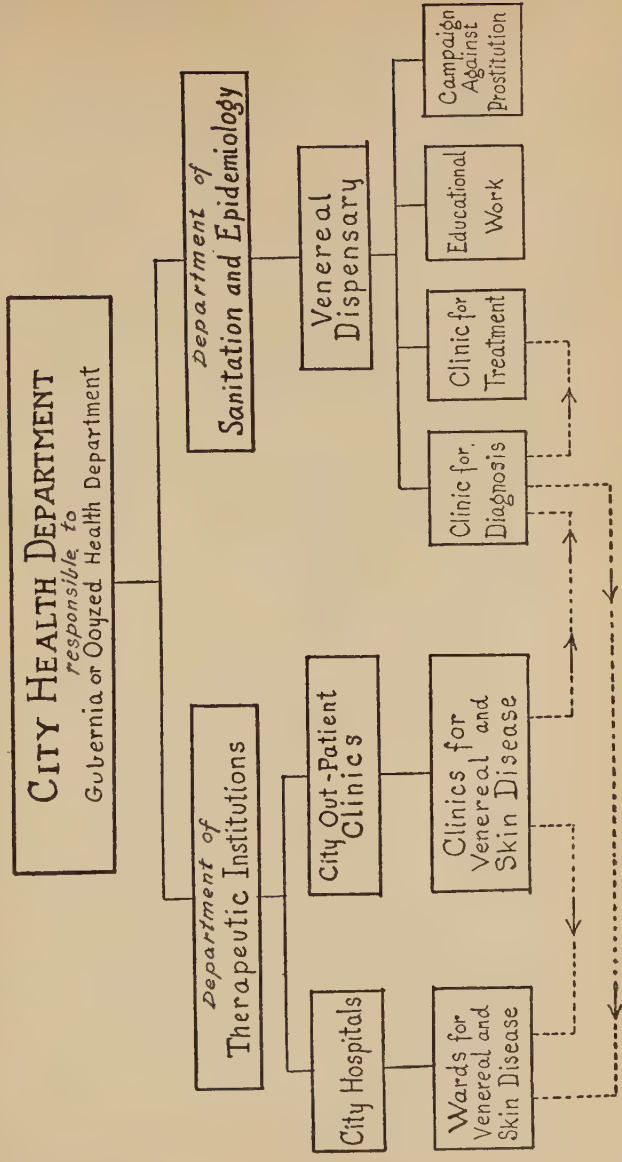 CITY HEALTH DEPARTMENT
responsible to
Gubernia or Ooyzed Health Department
Department of
Therapeutic Institutions
Department of
Sanitation and Epidemiology
City Hospitals
City Out-Patient
Clinics
Venereal
Dispensary
Wards for
Venereal and
Skin Disease
Clinics for
Venereal and
Skin Disease
Clinic for.
Diagnosis
Clinic for
Treatment
Educational
Work
Campaign
Against
Prostitution